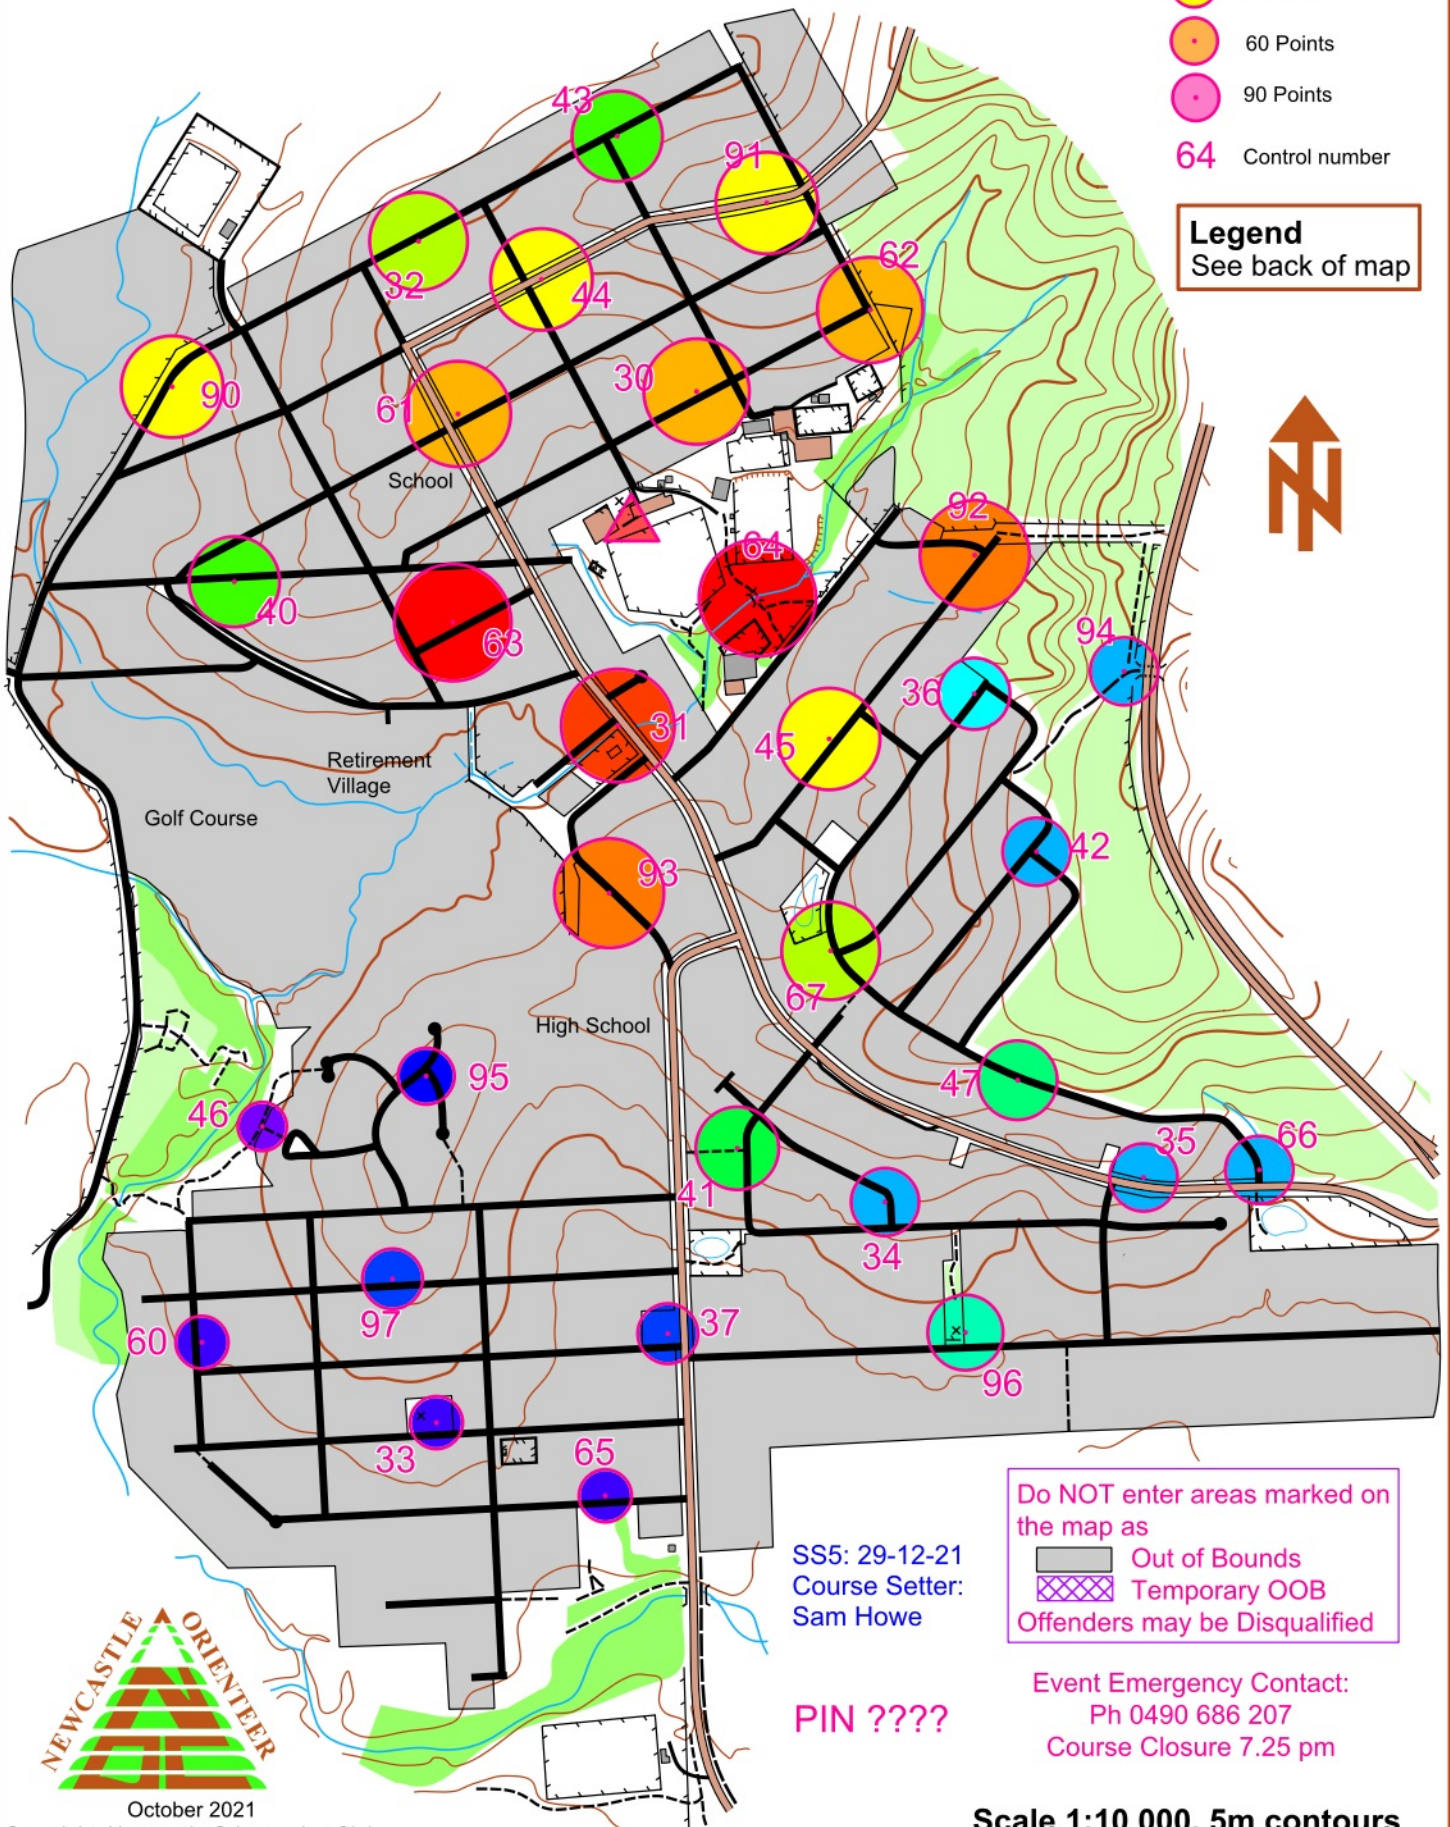 60 Points
90 Points
64 Control number
Legend
See back of map
43
91
32
44
62
90
61
30
School
92
64
40
63
94
36
31
45
Retirement
Village
Golf Course
42
93
67
High School
47
95
46
35
66
41
34
97
60
37
96
33
65
Do NOT enter areas marked on
the map as
Out of Bounds
Temporary OOB
Offenders may be Disqualified
SS5: 29-12-21
Course Setter:
Sam Howe
PIN ????
Event Emergency Contact:
Ph 0490 686 207
Course Closure 7.25 pm
NEWCASTLE
ORIENTEER
October 2021
Scale 1:10 000, 5m contours